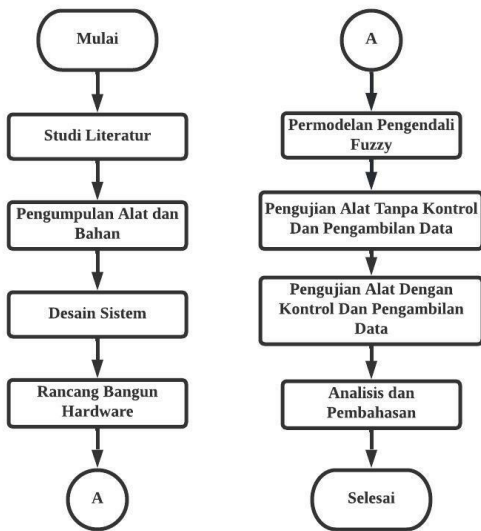 Mulai
Studi Literatur
Pengumpulan Alat dan
Bahan
Desain Sistem
Rancang Bangun
Hardware
A
A
Permodelan Pengendali
Fuzzy
Pengujian Alat Tanpa Kontrol
Dan Pengambilan Data
Pengujian Alat Dengan
Kontrol Dan Pengambilan
Data
Analisis dan
Pembahasan
Selesai